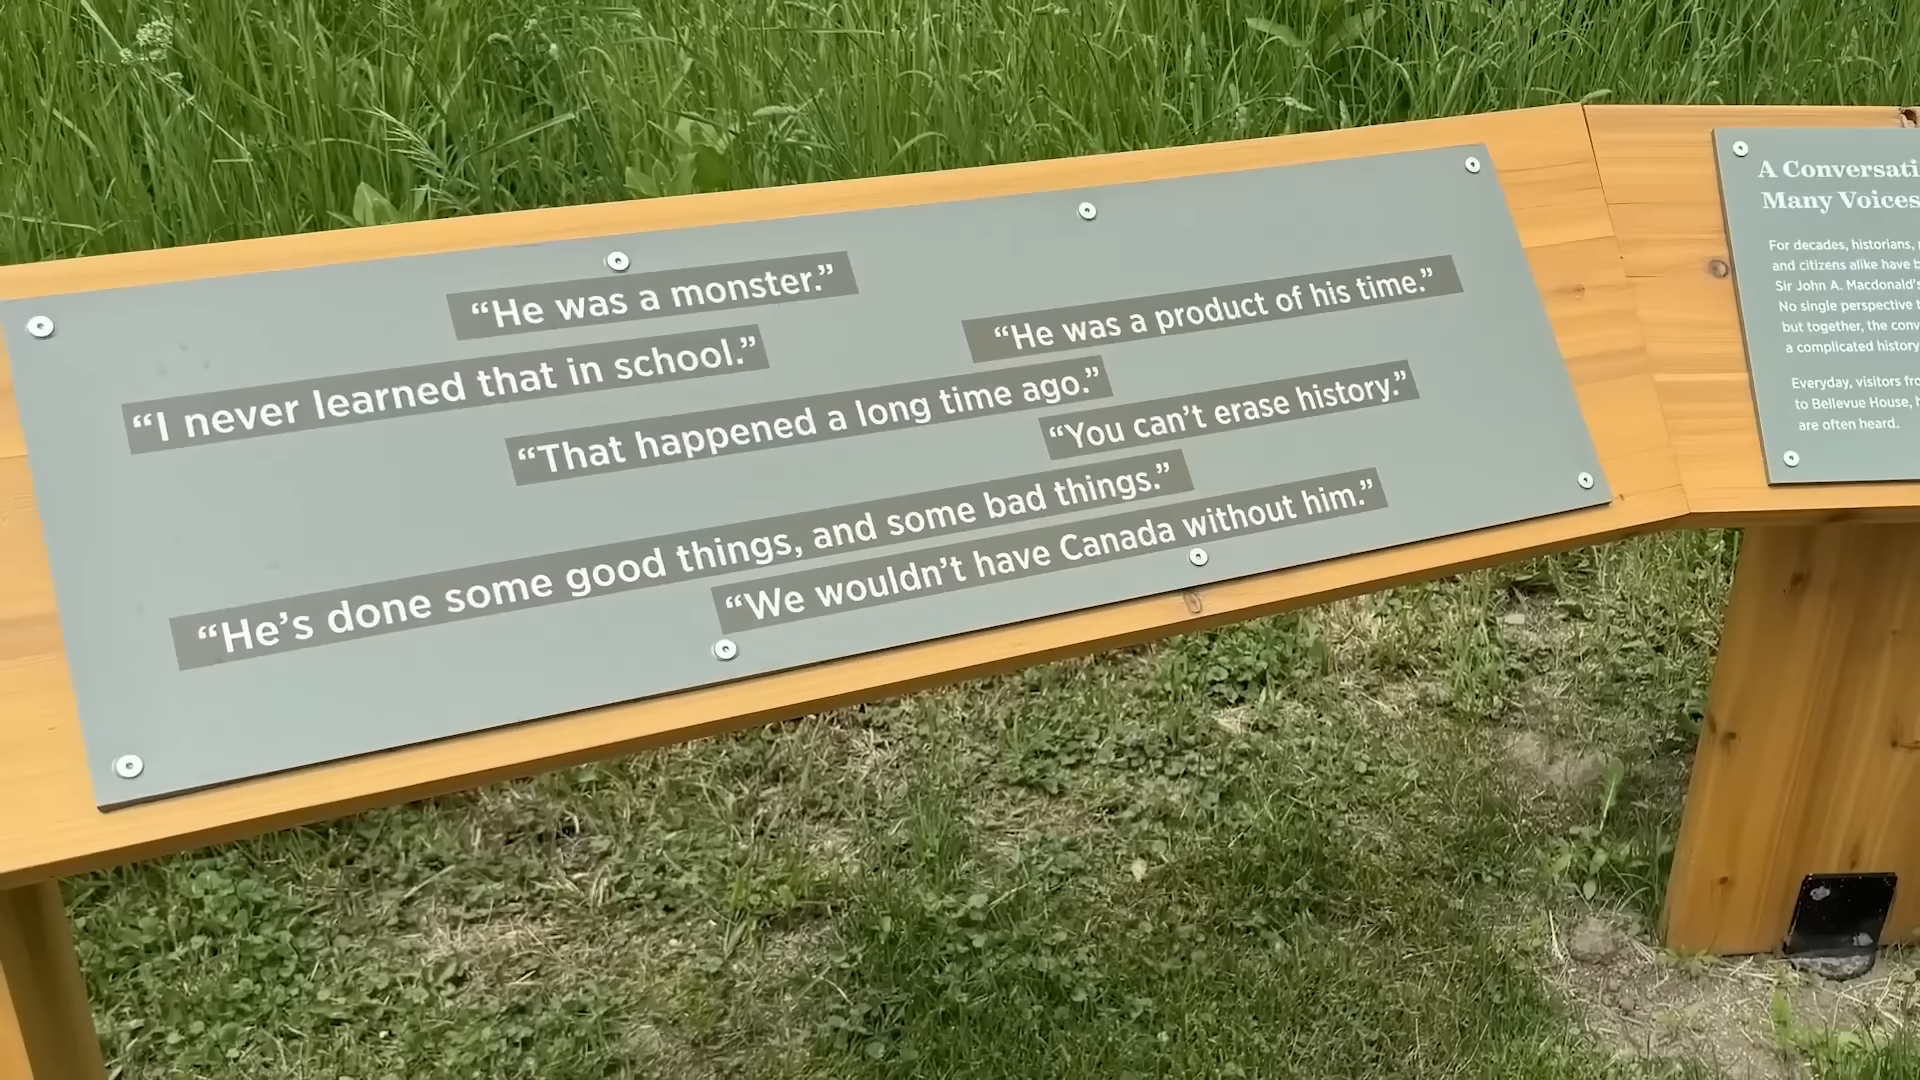 “He was a monster.”
“He was a product of his time.”
“I never learned that in school.”
“That happened a long time ago.”
“You can’t erase history.”
“He’s done some good things, and some bad things.”
“We wouldn’t have Canada without him.”
A
Many Voices
For decades, historians,
and citizens alike have
Sir John A. Macdonald’s
No single perspective
but together, the
a complicated history
Everyday, visitors
to Bellevue House,
are often heard.